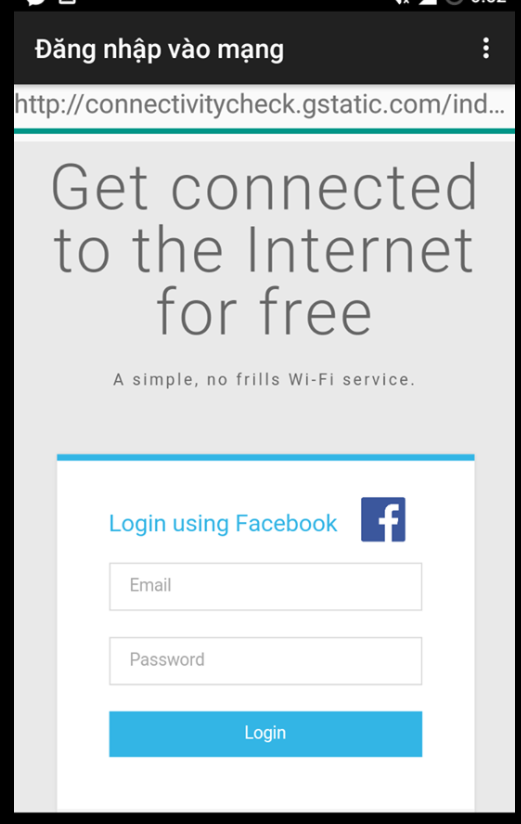 Đăng nhập vào mạng
http://connectivitycheck.gstatic.com/ind...
Get connected
to the Internet
for free
A simple, no frills Wi-Fi service.
Login using Facebook
Email
Password
Login